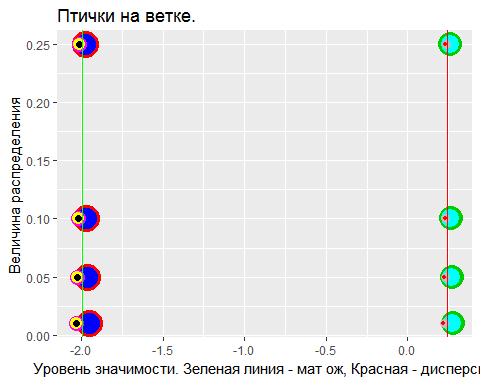 Птички на ветке.
Величина распределения
0.25
0.20
0.15
0.10
0.05
0.00
-2.0 -1.5 -1.0 -0.5 0.0
Уровень значимости. Зеленая линия - мат ож, Красная - дисперс